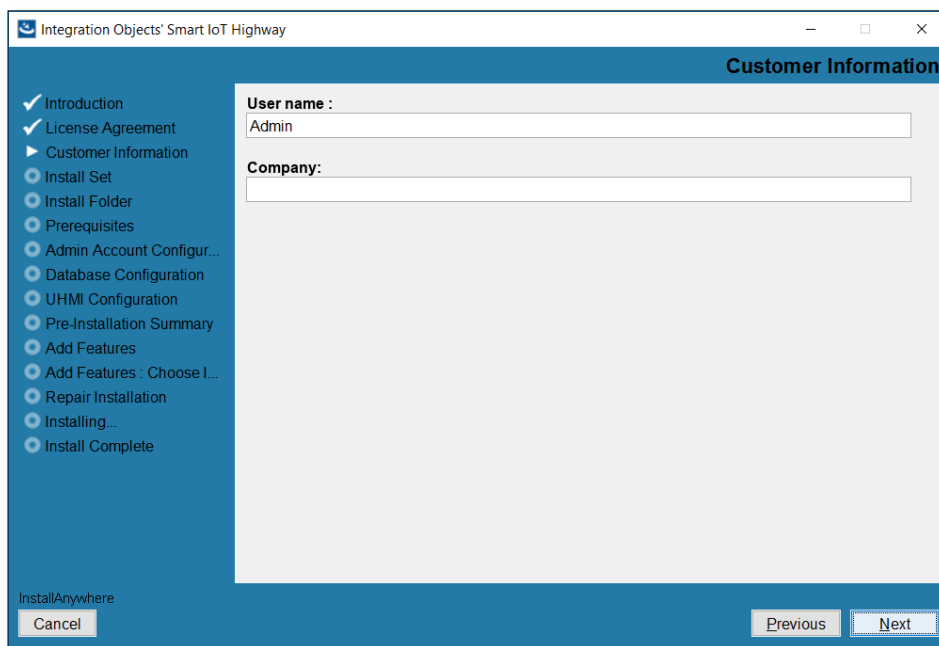 Integration Objects' Smart IoT Highway
Customer Information
Introduction
License Agreement
Customer Information
Install Set
Install Folder
Prerequisites
Admin Account Configur...
Database Configuration
UHMI Configuration
Pre-Installation Summary
Add Features
Add Features : Choose I...
Repair Installation
Installing...
Install Complete
User name :
Admin
Company:
InstallAnywhere
Cancel
Previous
Next